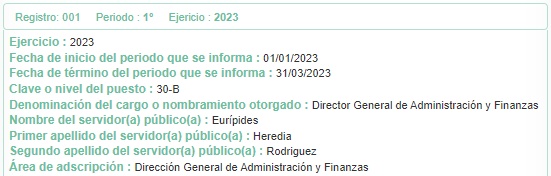 Registro: 001 Periodo : 1º Ejericio : 2023
Ejercicio : 2023
Fecha de inicio del periodo que se informa : 01/01/2023
Fecha de término del periodo que se informa : 31/03/2023
Clave o nivel del puesto : 30-B
Denominación del cargo o nombramiento otorgado : Director General de Administración y Finanzas
Nombre del servidor(a) público(a) : Eurípides
Primer apellido del servidor(a) público(a) : Heredia
Segundo apellido del servidor(a) público(a) : Rodriguez
Área de adscripción : Dirección General de Administración y Finanzas